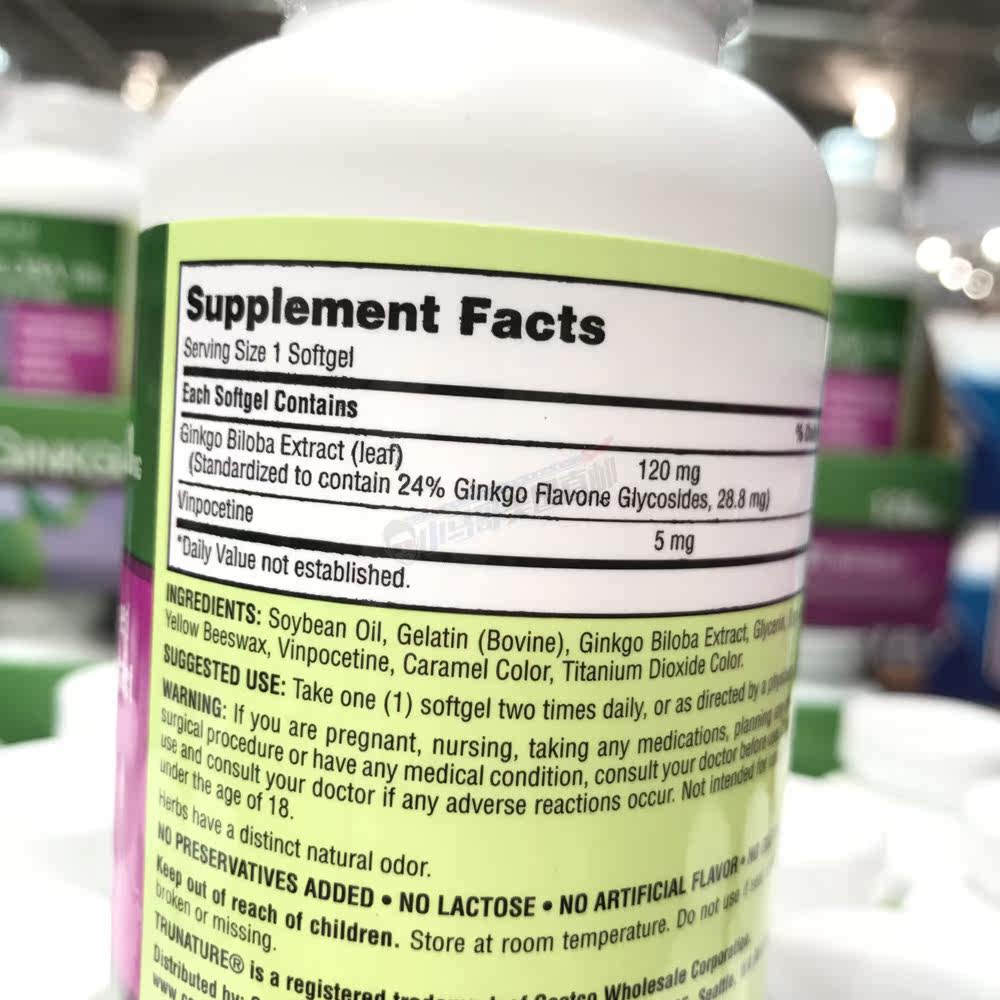 Supplement Facts
Serving Size 1 Softgel
Each Softgel Contains
Ginkgo Biloba Extract (leaf) 120 mg
(Standardized to contain 24% Ginkgo Flavone Glycosides, 28.8 mg)
Vinpocetine 5 mg
*Daily Value not established.
INGREDIENTS: Soybean Oil, Gelatin (Bovine), Ginkgo Biloba Extract, Glycerin,
Yellow Beeswax, Vinpocetine, Caramel Color, Titanium Dioxide Color.
SUGGESTED USE: Take one (1) softgel two times daily, or as directed by a
WARNING: If you are pregnant, nursing, taking any medications, planning any
surgical procedure or have any medical condition, consult your doctor before
use and consult your doctor if any adverse reactions occur. Not intended for
under the age of 18.
Herbs have a distinct natural odor.
NO PRESERVATIVES ADDED • NO LACTOSE • NO ARTIFICIAL FLAVOR • NO
Keep out of reach of children. Store at room temperature. Do not use if
broken or missing.
TRUNATURE® is a registered trademark of Costco Wholesale Corporation.
Distributed by: Seattle,